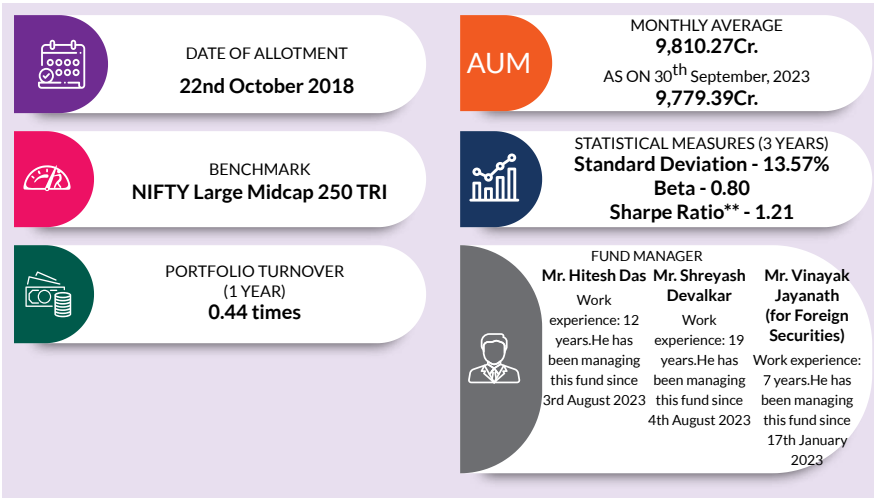 DATE OF ALLOTMENT
22nd October 2018
BENCHMARK
NIFTY Large Midcap 250 TRI
PORTFOLIO TURNOVER
(1 YEAR)
0.44 times
AUM
MONTHLY AVERAGE
9,810.27Cr.
AS ON 30th September, 2023
9,779.39Cr.
STATISTICAL MEASURES (3 YEARS)
Standard Deviation - 13.57%
Beta - 0.80
Sharpe Ratio** - 1.21
FUND MANAGER
Mr. Hitesh Das
Work
experience: 12
years.He has
been managing
this fund since
3rd August 2023
Mr. Shreyash
Devalkar
Work
experience: 19
years.He has
been managing
this fund since
4th August 2023
Mr. Vinayak
Jayanath
(for Foreign
Securities)
Work experience:
7 years.He has
been managing
this fund since
17th January
2023